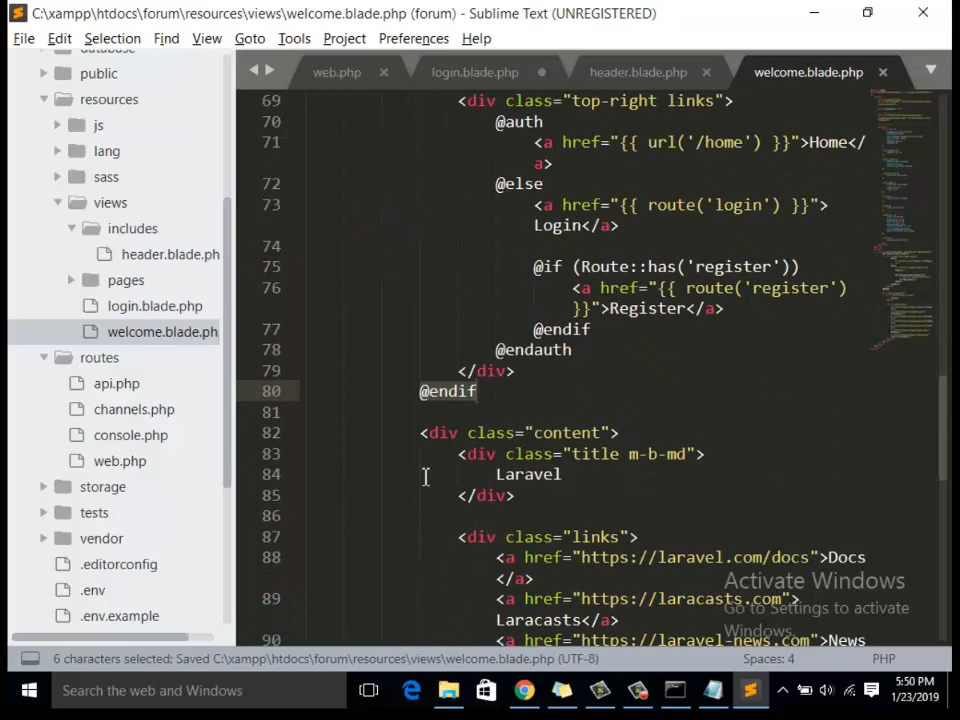 C:\xampp\htdocs\forum\resources\views\welcome.blade.php (forum) - Sublime Text (UNREGISTERED)
File Edit Selection Find View Goto Tools Project Preferences Help
database
public
resources
js
lang
sass
views
includes
header.blade.ph
pages
login.blade.php
welcome.blade.ph
routes
api.php
channels.php
console.php
web.php
storage
tests
vendor
.editorconfig
.env
.env.example
web.php login.blade.php header.blade.php welcome.blade.php
69 <div class="top-right links">
70 @auth
71 <a href="{{ url('/home') }}">Home</
a>
72 @else
73 <a href="{{ route('login') }}">
Login</a>
74
75 @if (Route::has('register'))
76 <a href="{{ route('register')
}}">Register</a>
77 @endif
78 @endauth
79 </div>
80 @endif
81
82 <div class="content">
83 <div class="title m-b-md">
84 Laravel
85 </div>
86
87 <div class="links">
88 <a href="https://laravel.com/docs">Docs
</a>
89 <a href="https://laracasts.com">
Laracasts</a>
90 <a href="https://laravel-news.com">News
Activate Windows
Go to Settings to activate
Windows.
6 characters selected; Saved C:\xampp\htdocs\forum\resources\views\welcome.blade.php (UTF-8) Spaces: 4 PHP
Search the web and Windows
5:50 PM
1/23/2019